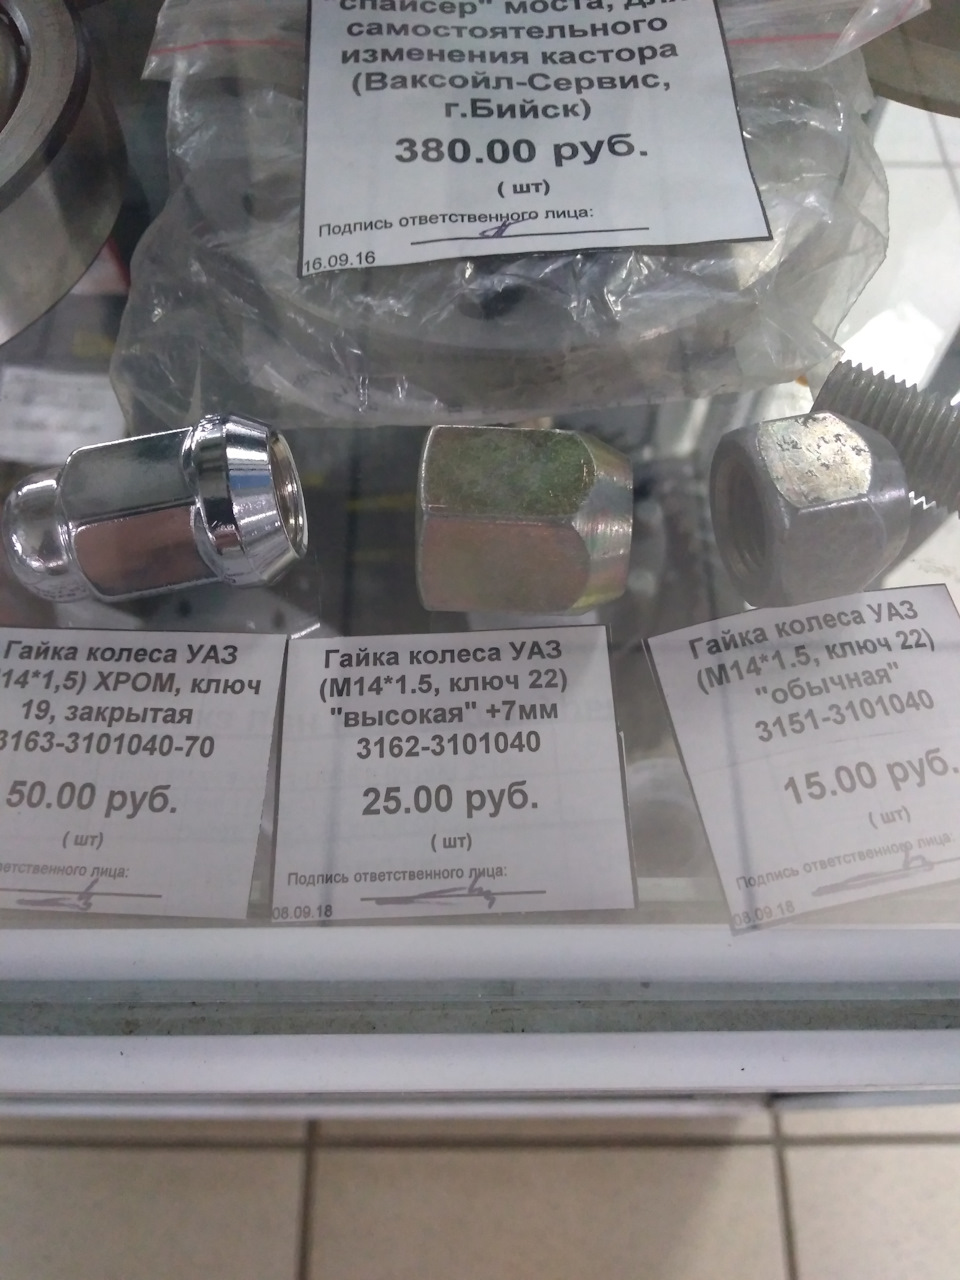 "спайсер" моста, для
самостоятельного
изменения кастора
(Ваксойл-Сервис,
г.Бийск)
380.00 руб.
( шт)
Подпись ответственного лица:
16.09.16
Гайка колеса УАЗ
14*1,5) ХРОМ, ключ
19, закрытая
3163-3101040-70
50.00 руб.
( шт)
ответственного лица:
Гайка колеса УАЗ
(М14*1.5, ключ 22)
"высокая" +7мм
3162-3101040
25.00 руб.
( шт)
Подпись ответственного лица:
08.09.18
Гайка колеса УАЗ
(М14*1.5, ключ 22)
"обычная"
3151-3101040
15.00 руб.
( шт)
Подпись ответственного лица:
08.09.18